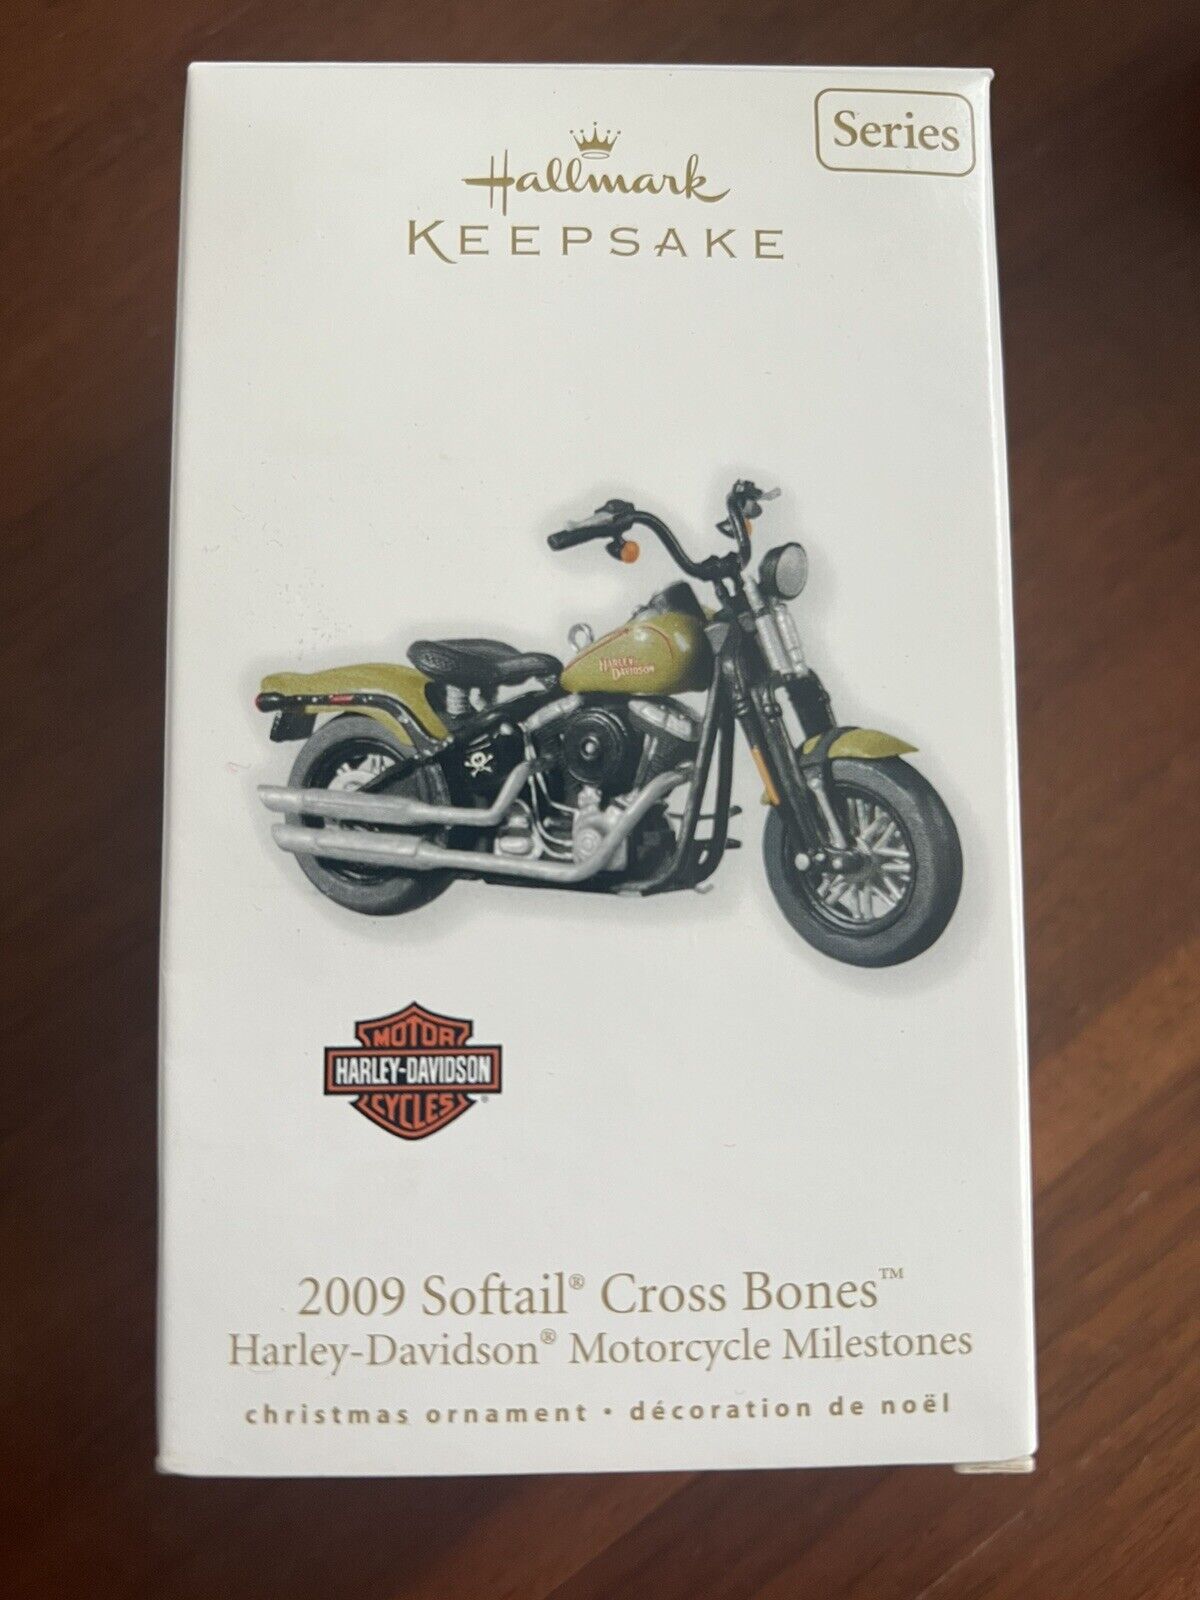 Series
Hallmark
KEEPSAKE
HARLEY
DAVIDSON
MOTOR
HARLEY-DAVIDSON
CYCLES®
2009 Softail® Cross Bones™
Harley-Davidson® Motorcycle Milestones
christmas ornament • décoration de noël